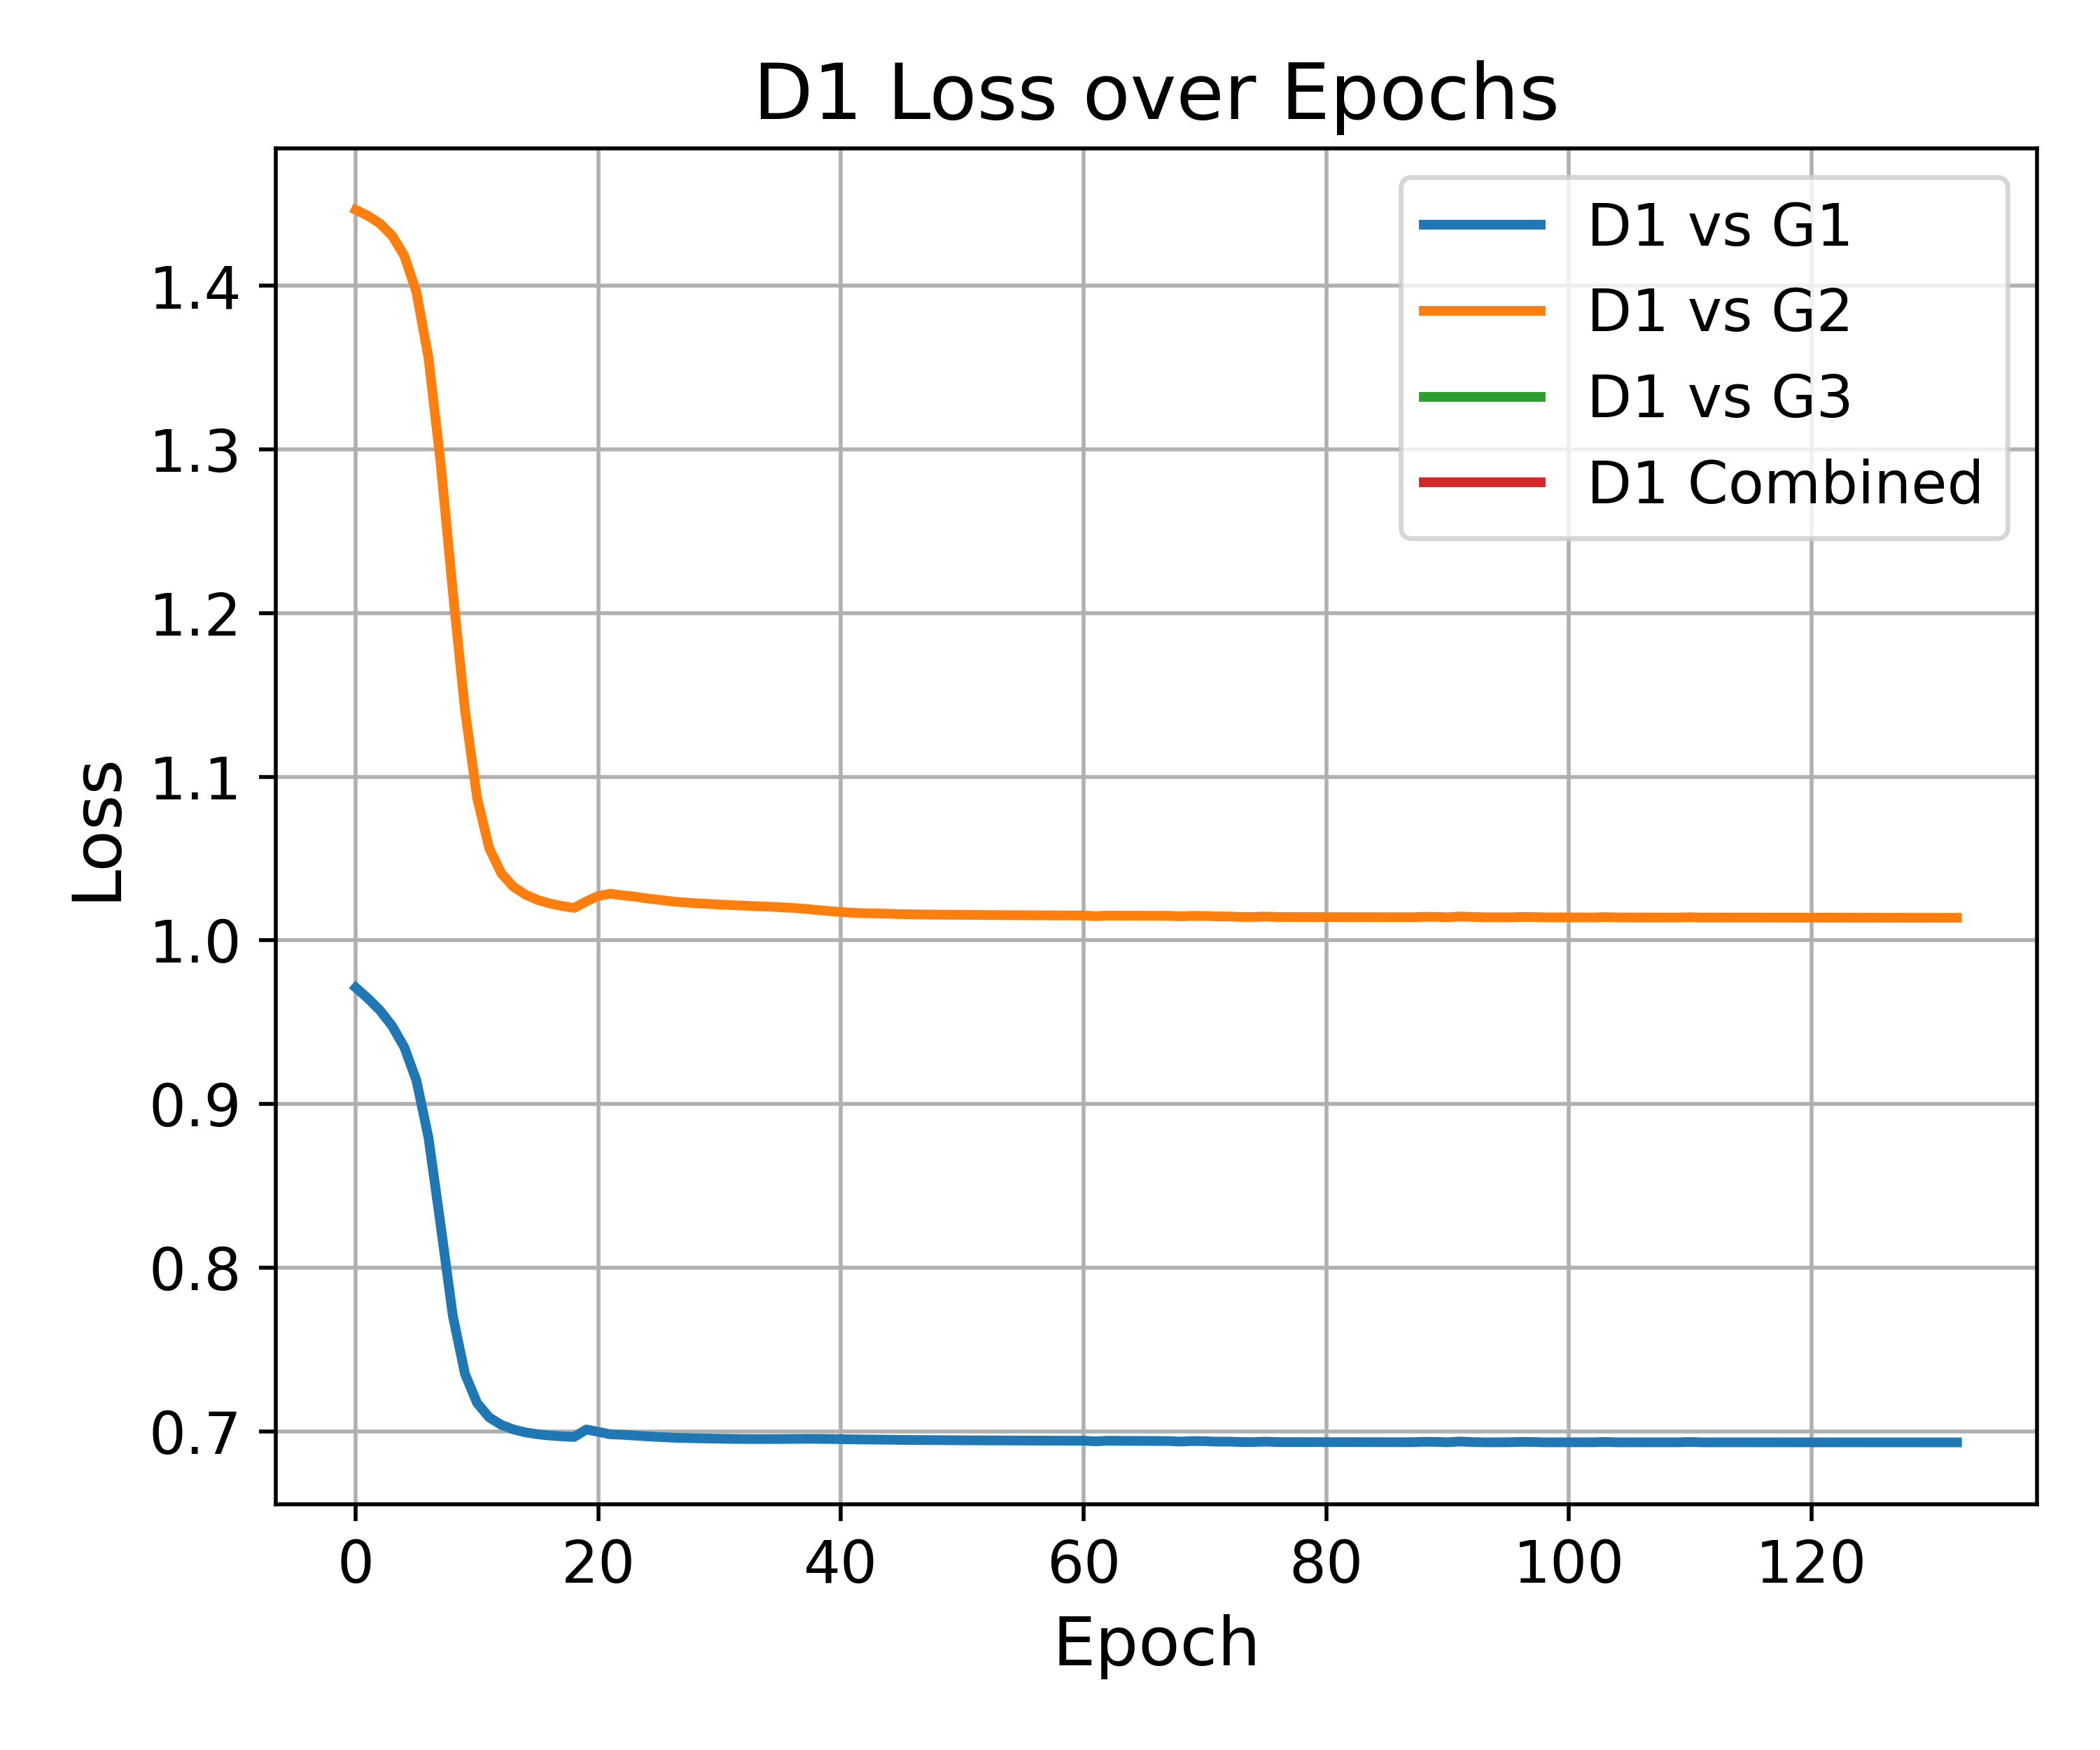 D1 Loss over Epochs
D1 vs G1
D1 vs G2
D1 vs G3
D1 Combined
Loss
1.4
1.3
1.2
1.1
1.0
0.9
0.8
0.7
0 20 40 60 80 100 120
Epoch